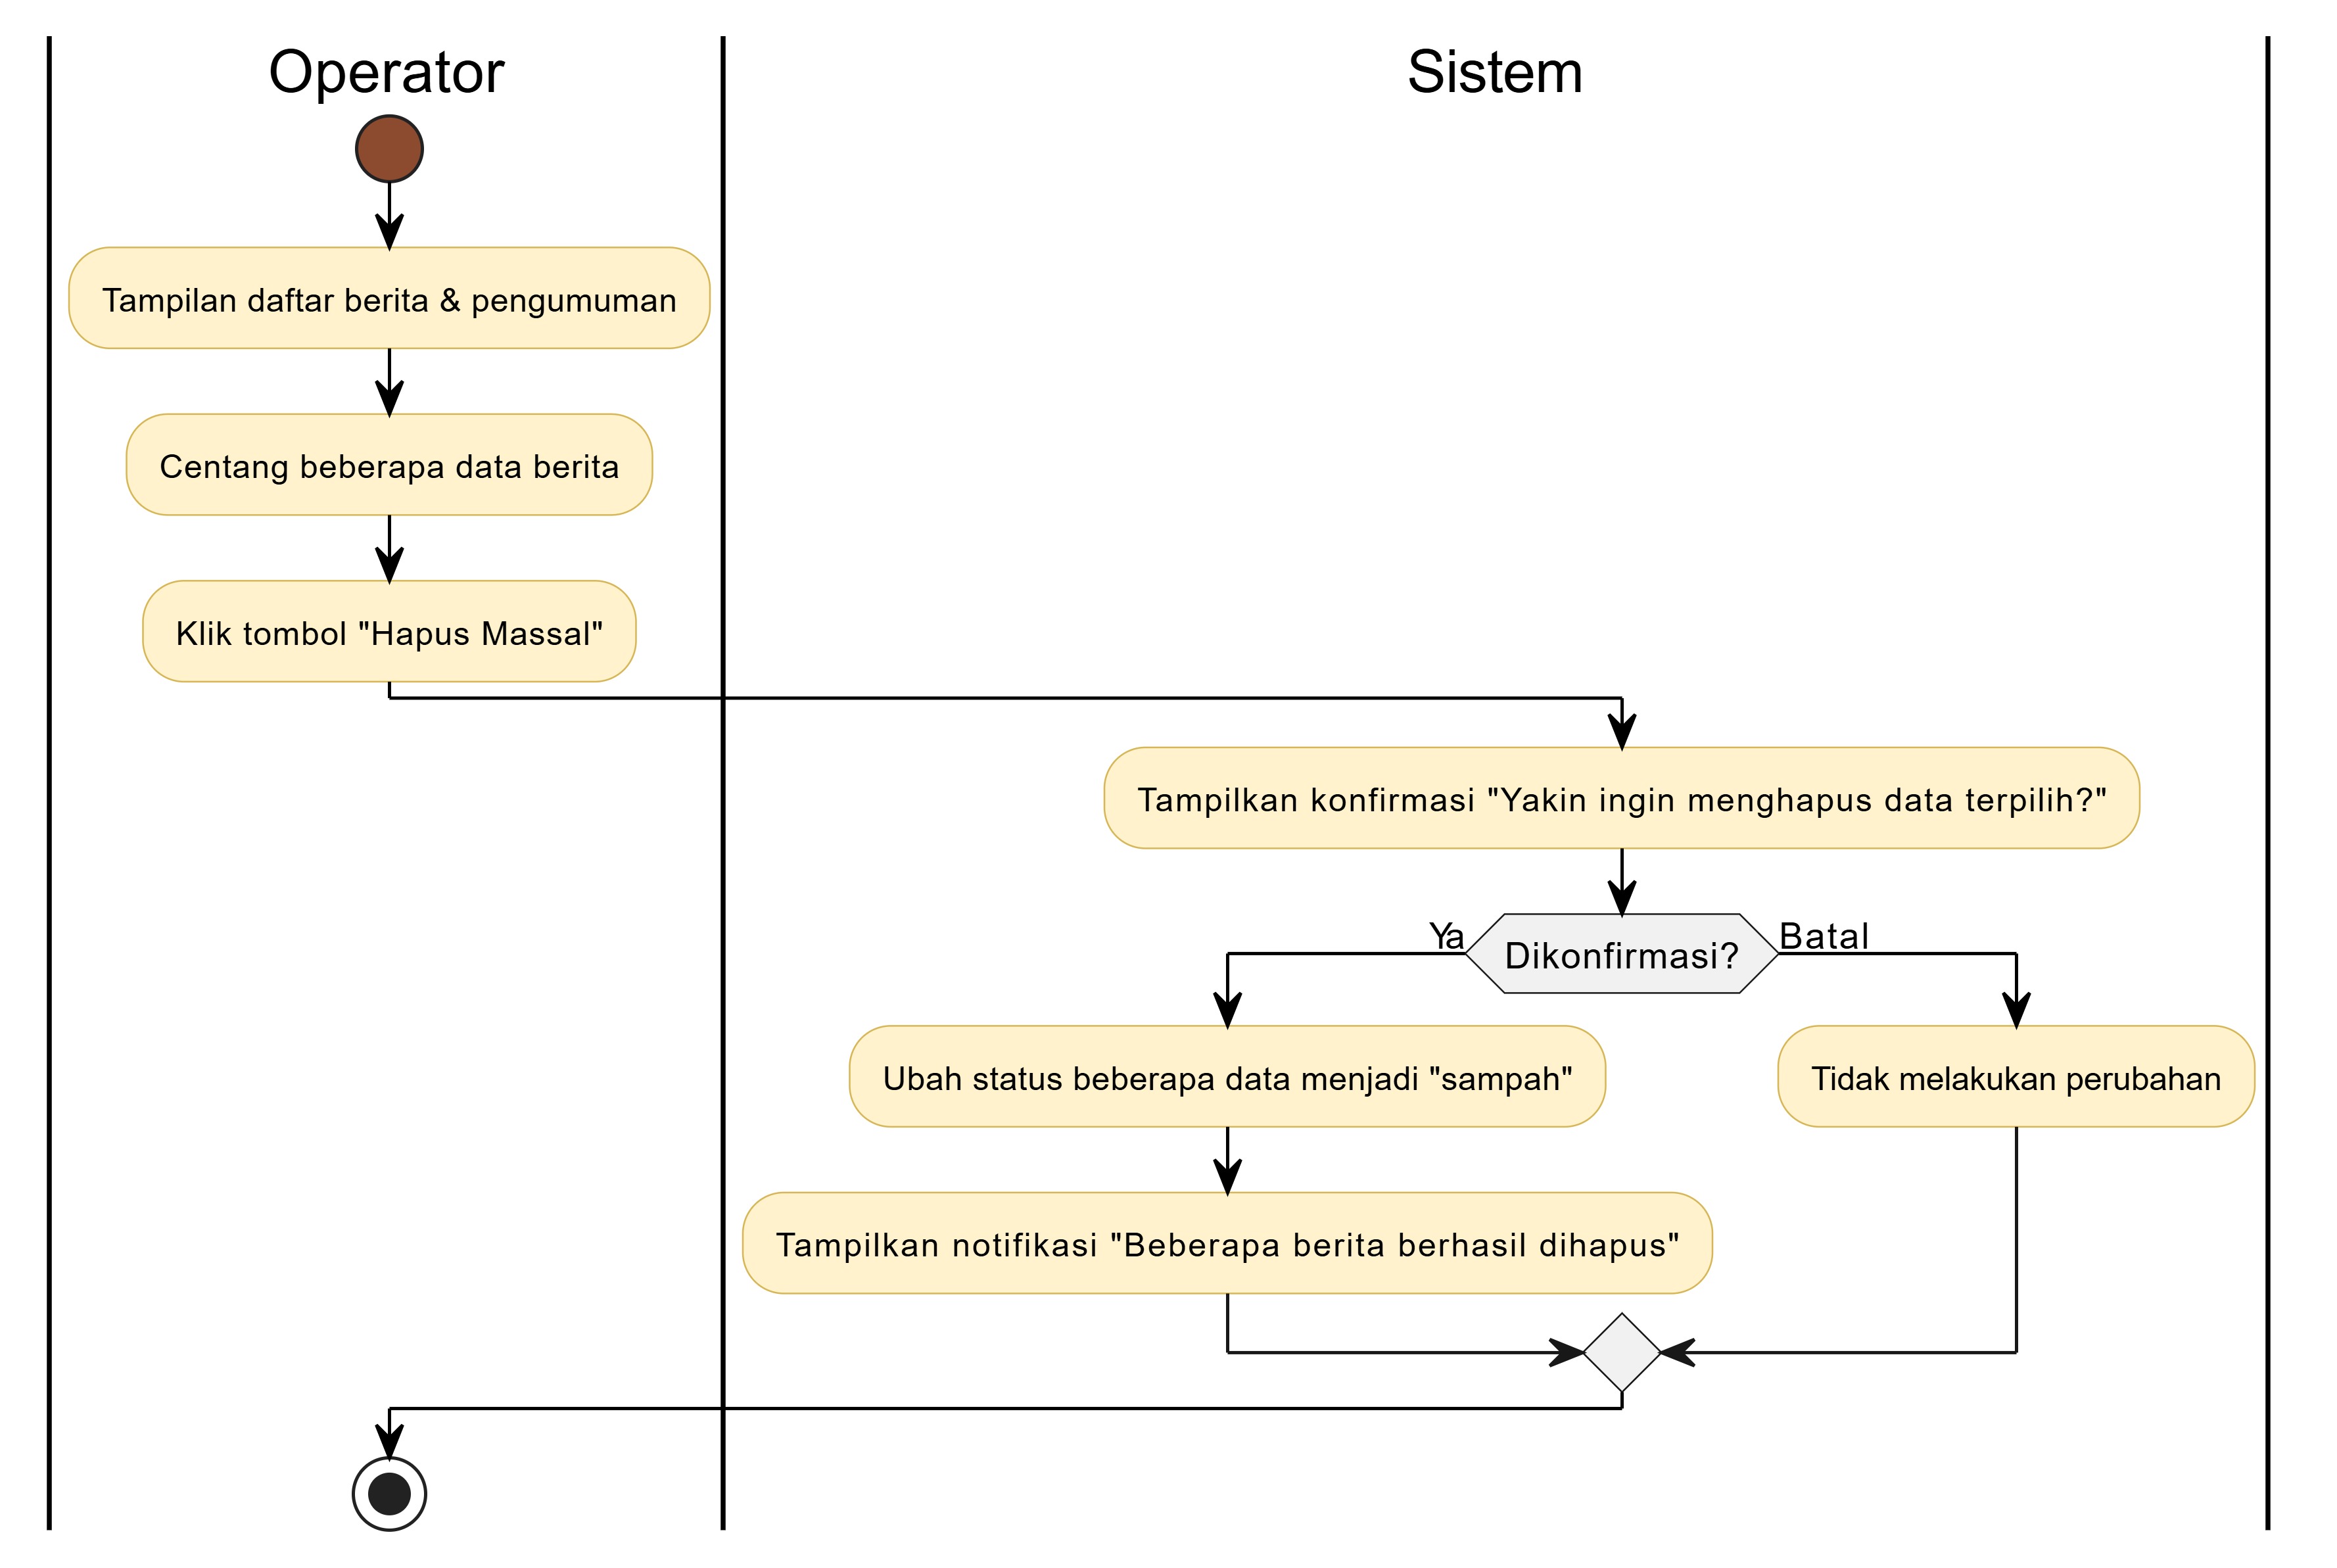 Operator
Sistem
Tampilan daftar berita & pengumuman
Centang beberapa data berita
Klik tombol "Hapus Massal"
Tampilkan konfirmasi "Yakin ingin menghapus data terpilih?"
Ya
Dikonfirmasi?
Batal
Ubah status beberapa data menjadi "sampah"
Tidak melakukan perubahan
Tampilkan notifikasi "Beberapa berita berhasil dihapus"